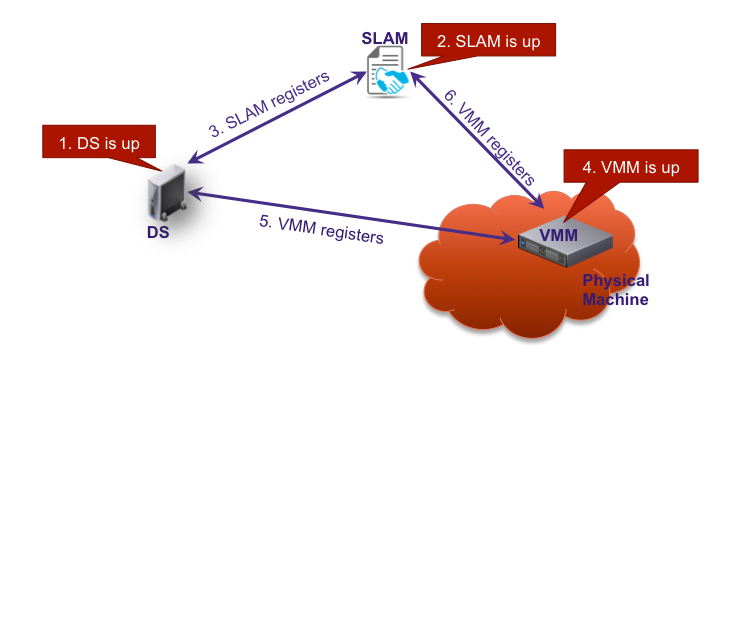 SLAM
2. SLAM is up
3. SLAM registers
6. VMM registers
1. DS is up
4. VMM is up
DS
5. VMM registers
VMM
Physical
Machine